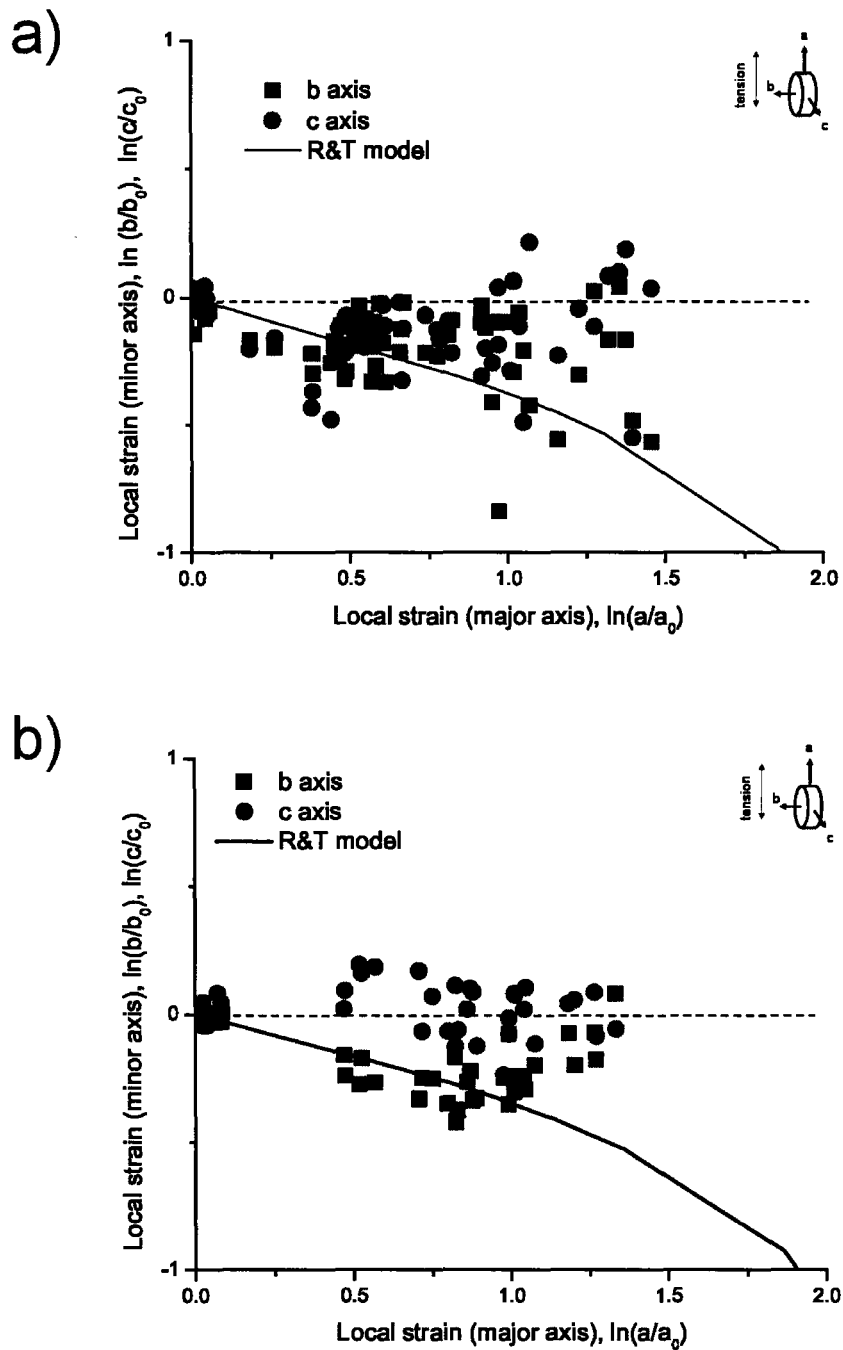 a)
1
0
-1
Local strain (minor axis), ln (b/b₀), ln(c/c₀)
b axis
c axis
R&T model
tension
a
b
c
0.0 0.5 1.0 1.5 2.0
Local strain (major axis), ln(a/a₀)
b)
1
0
-1
Local strain (minor axis), ln(b/b₀), ln(c/c₀)
b axis
c axis
R&T model
tension
a
b
c
0.0 0.5 1.0 1.5 2.0
Local strain (major axis), ln(a/a₀)